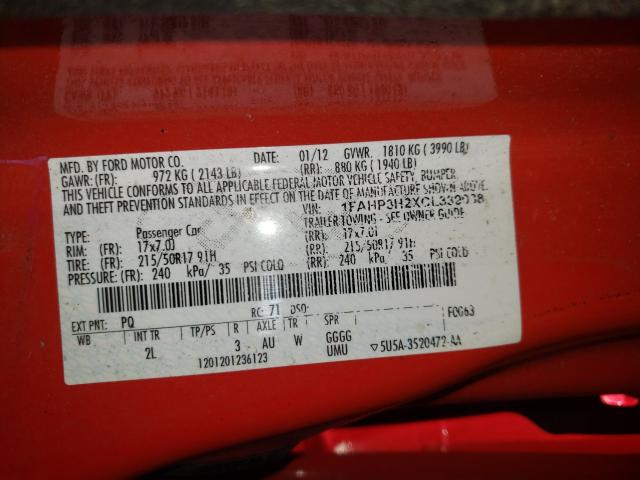 MFD. BY FORD MOTOR CO. DATE: 01/12 GVWR: 1810 KG ( 3990 LB)
GAWR: (FR): 972 KG ( 2143 LB) (RR): 880 KG ( 1940 LB)
THIS VEHICLE CONFORMS TO ALL APPLICABLE FEDERAL MOTOR VEHICLE SAFETY, BUMPER,
AND THEFT PREVENTION STANDARDS IN EFFECT ON THE DATE OF MANUFACTURE SHOWN ABOVE.
VIN:
TYPE: Passenger Car TRAILER TOWING - SEE OWNER GUIDE
RIM: (FR): 17x7.0J (RR): 17x7.0J
TIRE: (FR): 215/50R17 91H (RR): 215/50R17 91H
PRESSURE: (FR): 240 kPa/ 35 PSI COLD (RR): 240 kPa/ 35 PSI COLD
EXT PNT: PQ RC: 71 DSO: F0063
WB INT TR TP/PS R AXLE TR SPR
2L 3 AU W GGGG
1201201236123 UMU ▽5U5A-3520472-AA